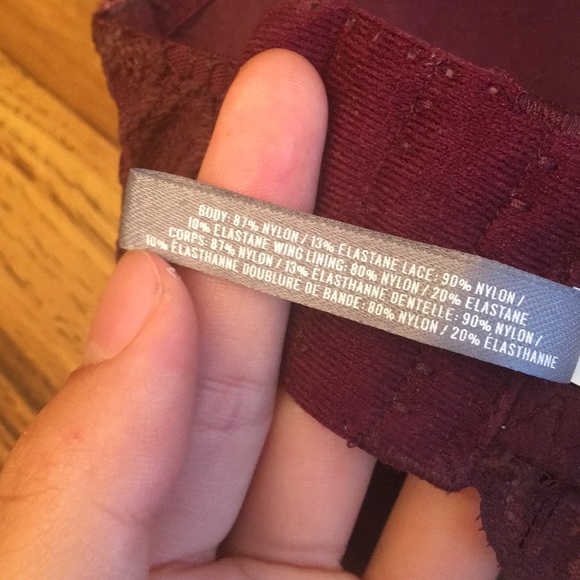 BODY: 87% NYLON / 13% ELASTANE LACE: 90% NYLON /
10% ELASTANE WING LINING: 80% NYLON / 20% ELASTANE
CORPS: 87% NYLON / 13% ÉLASTHANNE DENTELLE: 90% NYLON /
10% ÉLASTHANNE DOUBLURE DE BANDE: 80% NYLON / 20% ÉLASTHANNE